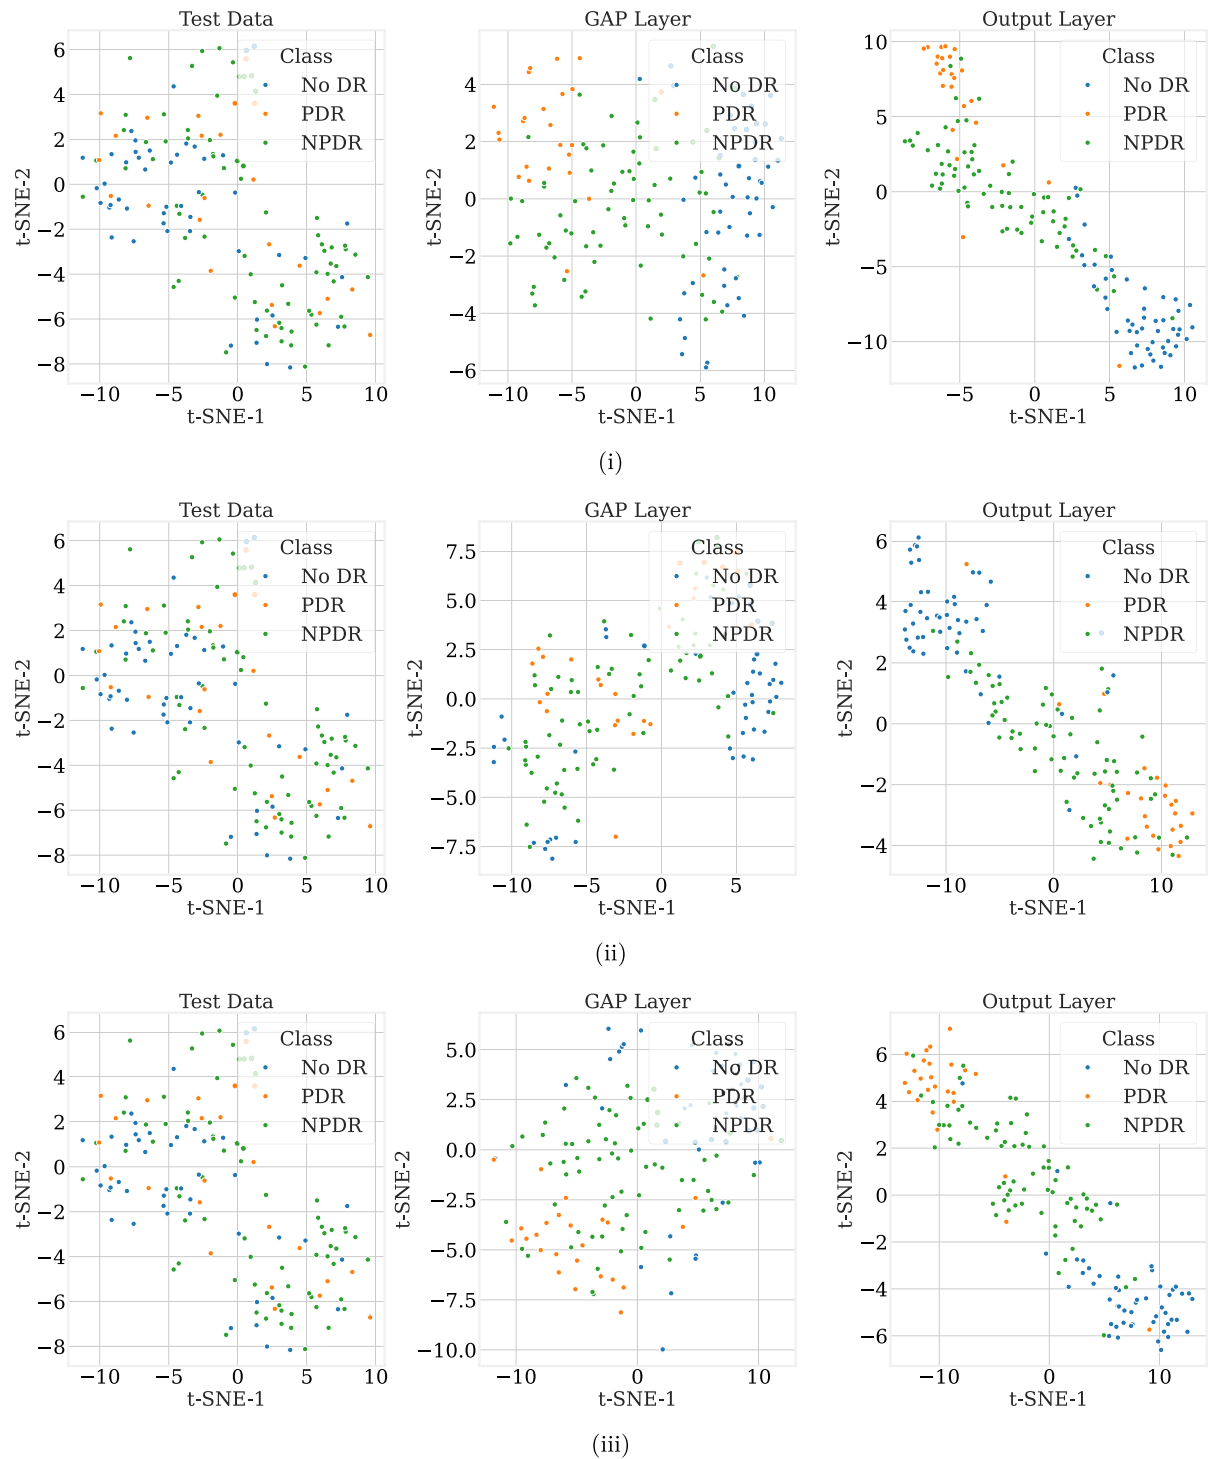 Test Data
GAP Layer
Output Layer
6
4
2
0
−2
−4
−6
−8
t-SNE-2
Class
No DR
PDR
NPDR
−10
−5
0
5
10
t-SNE-1
4
2
0
−2
−4
−6
t-SNE-2
Class
No DR
PDR
NPDR
−10
−5
0
5
10
t-SNE-1
10
5
0
−5
−10
t-SNE-2
Class
No DR
PDR
NPDR
−5
0
5
10
t-SNE-1
(i)
Test Data
GAP Layer
Output Layer
6
4
2
0
−2
−4
−6
−8
t-SNE-2
Class
No DR
PDR
NPDR
−10
−5
0
5
10
t-SNE-1
7.5
5.0
2.5
0.0
−2.5
−5.0
−7.5
t-SNE-2
Class
No DR
PDR
NPDR
−10
−5
0
5
t-SNE-1
6
4
2
0
−2
−4
t-SNE-2
Class
No DR
PDR
NPDR
−10
0
10
t-SNE-1
(ii)
Test Data
GAP Layer
Output Layer
6
4
2
0
−2
−4
−6
−8
t-SNE-2
Class
No DR
PDR
NPDR
−10
−5
0
5
10
t-SNE-1
5.0
2.5
0.0
−2.5
−5.0
−7.5
−10.0
t-SNE-2
Class
No DR
PDR
NPDR
−10
0
10
t-SNE-1
6
4
2
0
−2
−4
−6
t-SNE-2
Class
No DR
PDR
NPDR
−10
0
10
t-SNE-1
(iii)